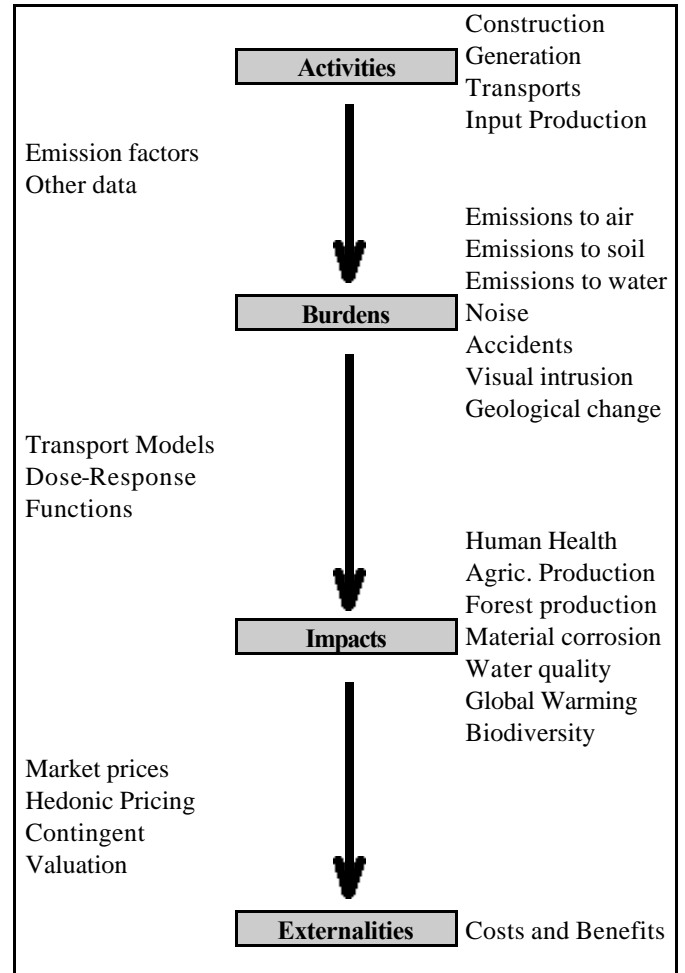 Construction
Activities
Generation
Transports
Input Production
Emission factors
Other data
Emissions to air
Emissions to soil
Emissions to water
Burdens
Noise
Accidents
Visual intrusion
Geological change
Transport Models
Dose-Response
Functions
Human Health
Agric. Production
Forest production
Impacts
Material corrosion
Water quality
Global Warming
Biodiversity
Market prices
Hedonic Pricing
Contingent
Valuation
Externalities
Costs and Benefits